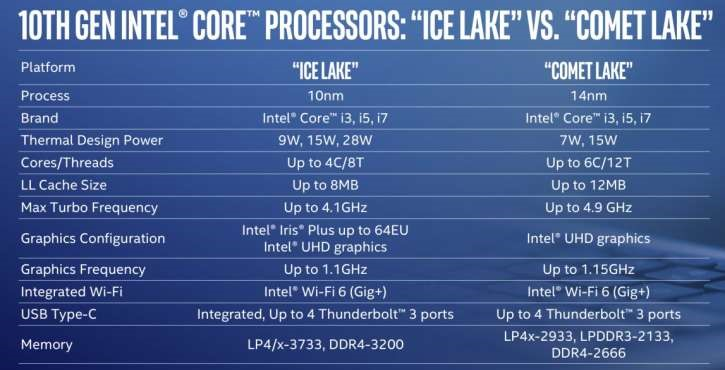 10TH GEN INTEL® CORE™ PROCESSORS: “ICE LAKE” VS. “COMET LAKE”
Platform “ICE LAKE” “COMET LAKE”
Process 10nm 14nm
Brand Intel® Core™ i3, i5, i7 Intel® Core™ i3, i5, i7
Thermal Design Power 9W, 15W, 28W 7W, 15W
Cores/Threads Up to 4C/8T Up to 6C/12T
LL Cache Size Up to 8MB Up to 12MB
Max Turbo Frequency Up to 4.1GHz Up to 4.9 GHz
Graphics Configuration Intel® Iris® Plus up to 64EU
Intel® UHD graphics Intel® UHD graphics
Graphics Frequency Up to 1.1GHz Up to 1.15GHz
Integrated Wi-Fi Intel® Wi-Fi 6 (Gig+) Intel® Wi-Fi 6 (Gig+)
USB Type-C Integrated, Up to 4 Thunderbolt™ 3 ports Up to 4 Thunderbolt™ 3 ports
Memory LP4/x-3733, DDR4-3200 LP4x-2933, LPDDR3-2133,
DDR4-2666